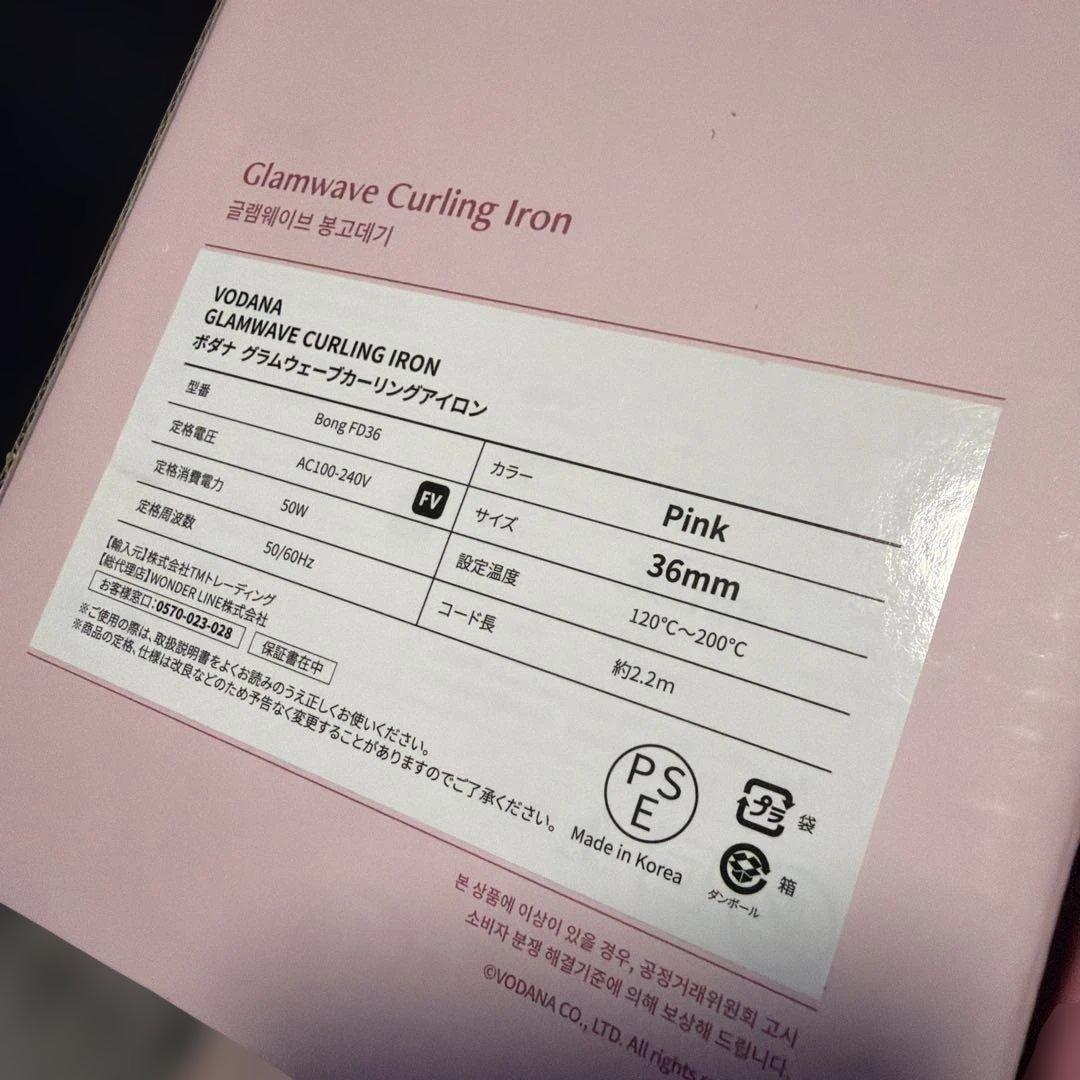 Glamwave Curling Iron
글램웨이브 봉고데기
VODANA
GLAMWAVE CURLING IRON
ボダナ グラムウェーブカーリングアイロン
型番 Bong FD36
定格電圧 AC100-240V
定格消費電力 50W
FV
定格周波数 50/60Hz
カラー Pink
サイズ 36mm
設定温度 120℃～200℃
コード長 約2.2m
【輸入元】株式会社TMトレーディング
【総代理店】WONDER LINE株式会社
お客様窓口：0570-023-028 保証書在中
※ご使用の際は、取扱説明書をよくお読みのうえ正しくお使いください。
※商品の定格、仕様は改良などのため予告なく変更することがありますのでご了承ください。
Made in Korea
PS
E
プラ 袋
箱
ダンボール
본 상품에 이상이 있을 경우, 공정거래위원회 고시
소비자 분쟁 해결기준에 의해 보상해 드립니다.
©VODANA CO., LTD. All rights